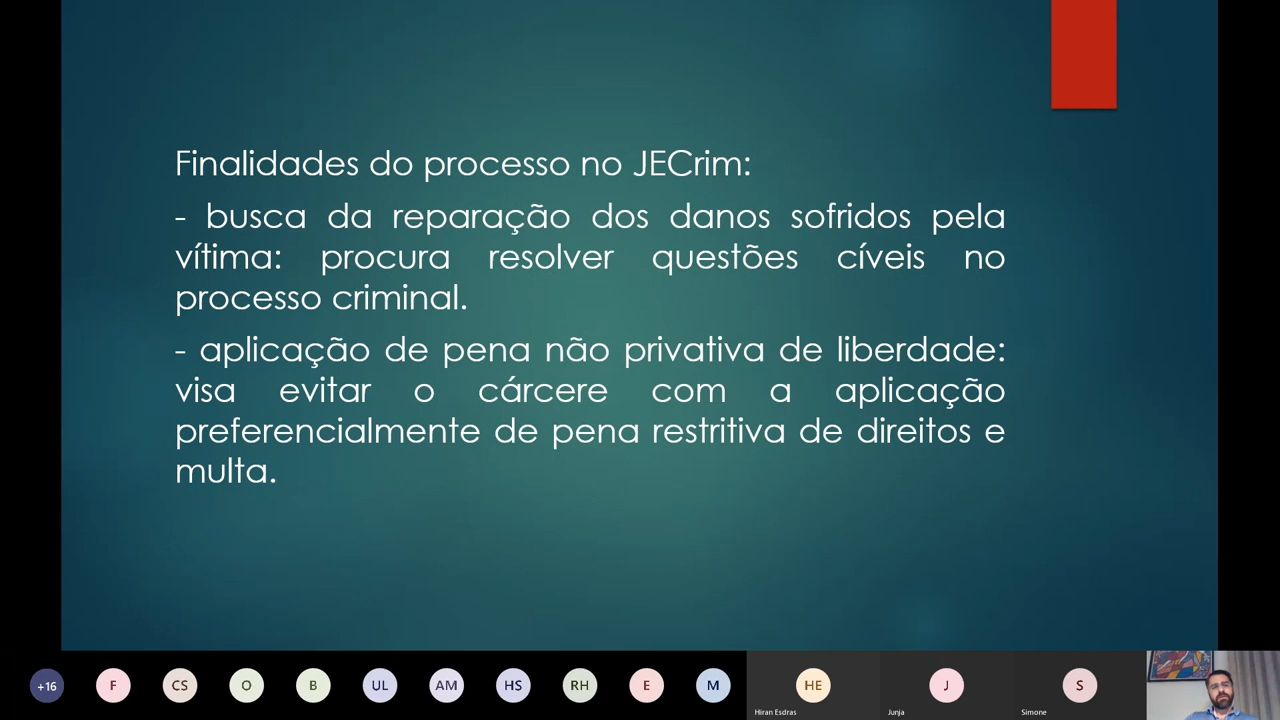 Finalidades do processo no JECrim:
- busca da reparação dos danos sofridos pela
vítima: procura resolver questões cíveis no
processo criminal.
- aplicação de pena não privativa de liberdade:
visa evitar o cárcere com a aplicação
preferencialmente de pena restritiva de direitos e
multa.
+16 F CS O B UL AM HS RH E M HE J S
Hiran Esdras Junja Simone